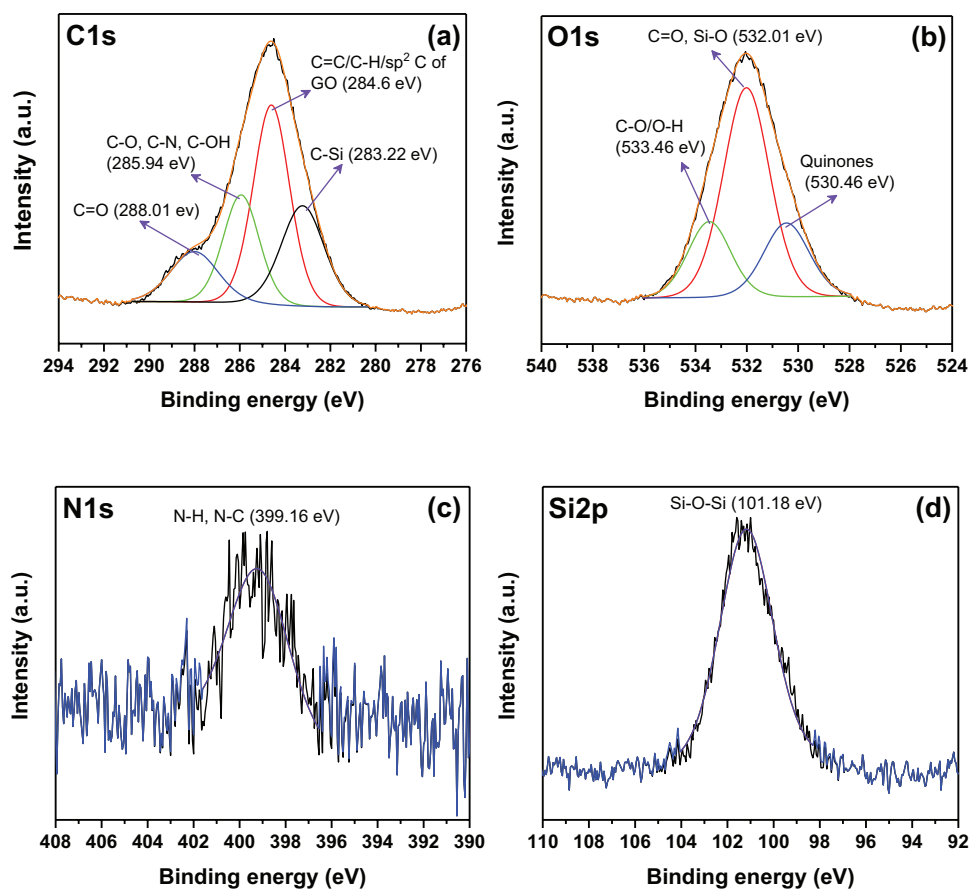 C1s
(a)
C=C/C-H/sp² C of
GO (284.6 eV)
C-O, C-N, C-OH
(285.94 eV)
C-Si (283.22 eV)
C=O (288.01 ev)
Intensity (a.u.)
294 292 290 288 286 284 282 280 278 276
Binding energy (eV)
O1s
(b)
C=O, Si-O (532.01 eV)
C-O/O-H
(533.46 eV)
Quinones
(530.46 eV)
Intensity (a.u.)
540 538 536 534 532 530 528 526 524
Binding energy (eV)
N1s
(c)
N-H, N-C (399.16 eV)
Intensity (a.u.)
408 406 404 402 400 398 396 394 392 390
Binding energy (eV)
Si2p
(d)
Si-O-Si (101.18 eV)
Intensity (a.u.)
110 108 106 104 102 100 98 96 94 92
Binding energy (eV)